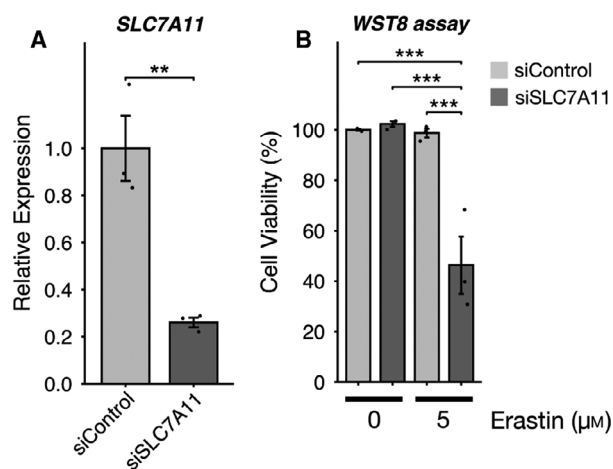 A
SLC7A11
**
Relative Expression
1.0
0.8
0.6
0.4
0.2
0.0
siControl
siSLC7A11
B
WST8 assay
***
***
***
siControl
siSLC7A11
Cell Viability (%)
100
80
60
40
20
0
0
5
Erastin (μM)